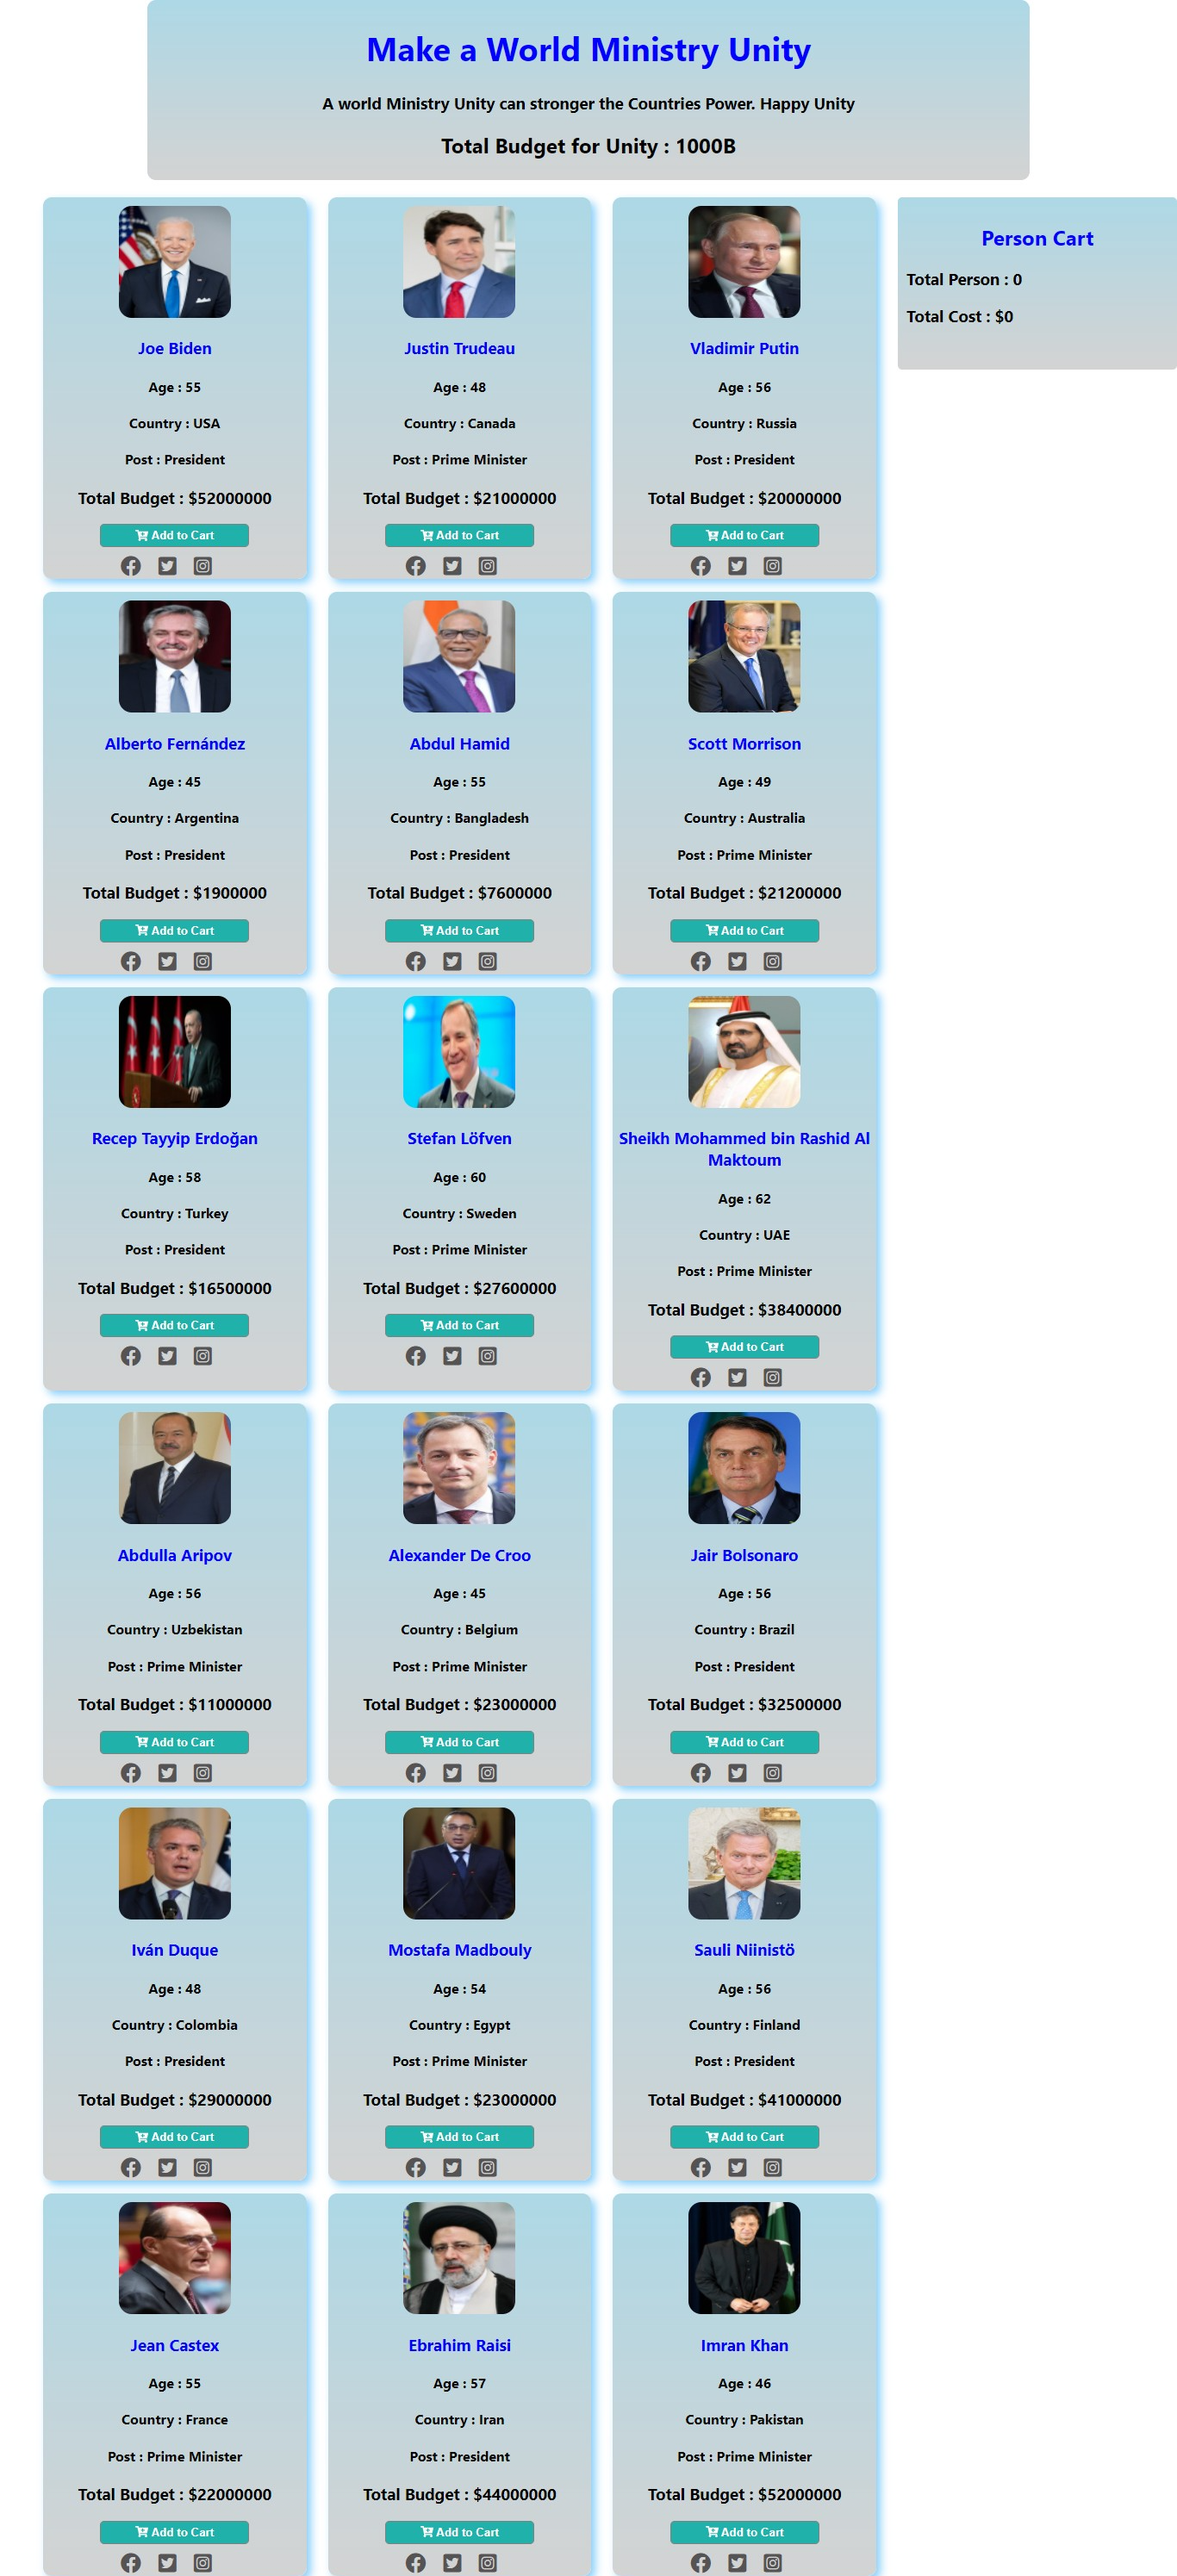 Make a World Ministry Unity
A world Ministry Unity can stronger the Countries Power. Happy Unity
Total Budget for Unity : 1000B
Joe Biden
Age : 55
Country : USA
Post : President
Total Budget : $52000000
Add to Cart
Justin Trudeau
Age : 48
Country : Canada
Post : Prime Minister
Total Budget : $21000000
Add to Cart
Vladimir Putin
Age : 56
Country : Russia
Post : President
Total Budget : $20000000
Add to Cart
Person Cart
Total Person : 0
Total Cost : $0
Alberto Fernández
Age : 45
Country : Argentina
Post : President
Total Budget : $1900000
Add to Cart
Abdul Hamid
Age : 55
Country : Bangladesh
Post : President
Total Budget : $7600000
Add to Cart
Scott Morrison
Age : 49
Country : Australia
Post : Prime Minister
Total Budget : $21200000
Add to Cart
Recep Tayyip Erdoğan
Age : 58
Country : Turkey
Post : President
Total Budget : $16500000
Add to Cart
Stefan Löfven
Age : 60
Country : Sweden
Post : Prime Minister
Total Budget : $27600000
Add to Cart
Sheikh Mohammed bin Rashid Al
Maktoum
Age : 62
Country : UAE
Post : Prime Minister
Total Budget : $38400000
Add to Cart
Abdulla Aripov
Age : 56
Country : Uzbekistan
Post : Prime Minister
Total Budget : $11000000
Add to Cart
Alexander De Croo
Age : 45
Country : Belgium
Post : Prime Minister
Total Budget : $23000000
Add to Cart
Jair Bolsonaro
Age : 56
Country : Brazil
Post : President
Total Budget : $32500000
Add to Cart
Iván Duque
Age : 48
Country : Colombia
Post : President
Total Budget : $29000000
Add to Cart
Mostafa Madbouly
Age : 54
Country : Egypt
Post : Prime Minister
Total Budget : $23000000
Add to Cart
Sauli Niinistö
Age : 56
Country : Finland
Post : President
Total Budget : $41000000
Add to Cart
Jean Castex
Age : 55
Country : France
Post : Prime Minister
Total Budget : $22000000
Add to Cart
Ebrahim Raisi
Age : 57
Country : Iran
Post : President
Total Budget : $44000000
Add to Cart
Imran Khan
Age : 46
Country : Pakistan
Post : Prime Minister
Total Budget : $52000000
Add to Cart